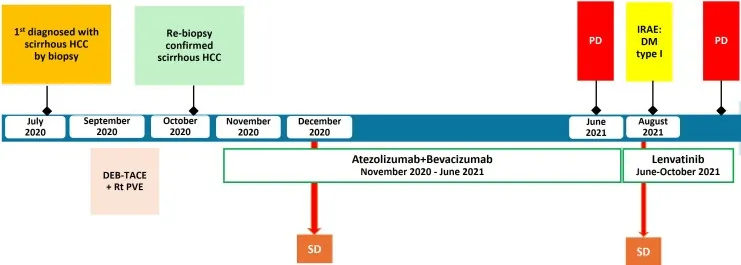 1st diagnosed with
scirrhous HCC
by biopsy
Re-biopsy
confirmed
scirrhous HCC
PD
IRAE:
DM
type I
PD
July
2020
September
2020
October
2020
November
2020
December
2020
June
2021
August
2021
DEB-TACE
+ Rt PVE
Atezolizumab+Bevacizumab
November 2020 - June 2021
Lenvatinib
June-October 2021
SD
SD